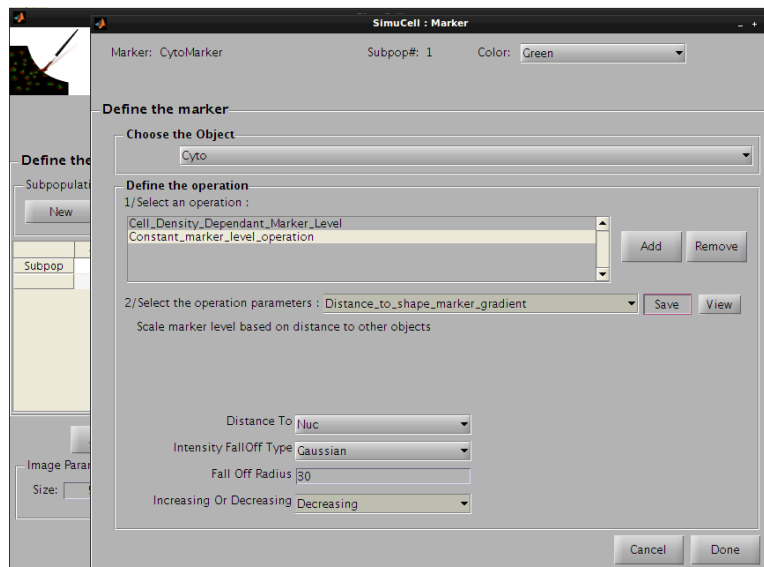 SimuCell : Marker
Marker: CytoMarker Subpop#: 1 Color: Green
Define the marker
Choose the Object
Cyto
Define the
Define the operation
Subpopulati
1/Select an operation :
New
Cell_Density_Dependant_Marker_Level
Constant_marker_level_operation
Add Remove
Subpop
2/Select the operation parameters : Distance_to_shape_marker_gradient Save View
Scale marker level based on distance to other objects
Distance To Nuc
Intensity FallOff Type Gaussian
Image Parar
Fall Off Radius 30
Size:
Increasing Or Decreasing Decreasing
Cancel Done